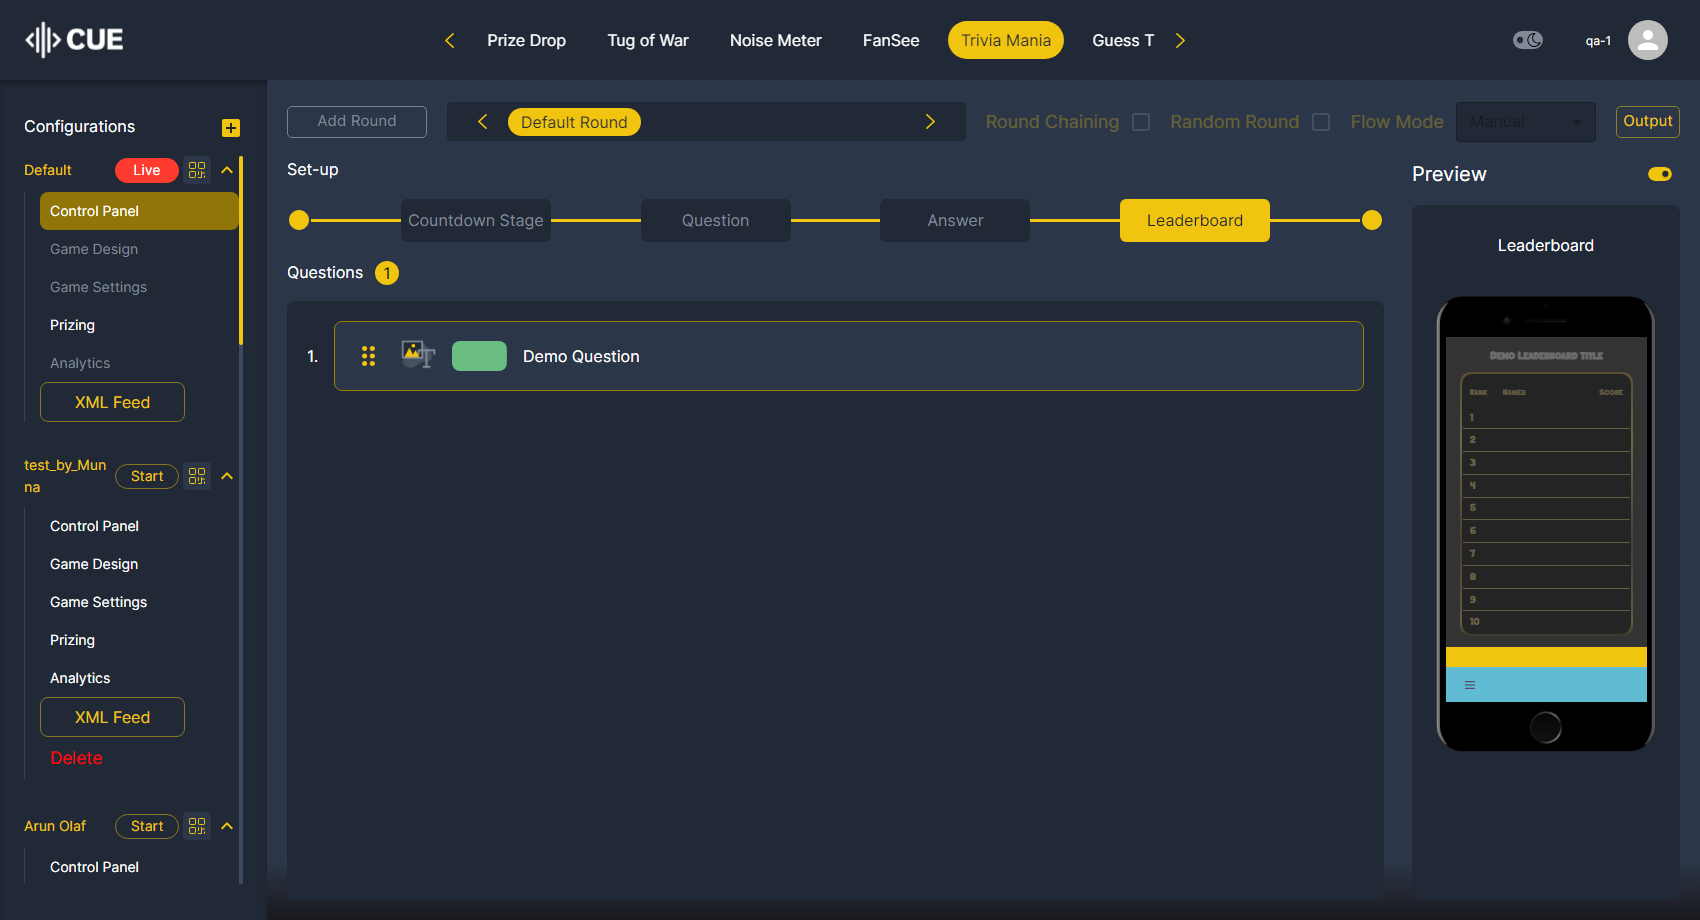 CUE
Prize Drop
Tug of War
Noise Meter
FanSee
Trivia Mania
Guess T
qa-1
Configurations
Default
Live
Control Panel
Game Design
Game Settings
Prizing
Analytics
XML Feed
test_by_Mun
na
Start
Control Panel
Game Design
Game Settings
Prizing
Analytics
XML Feed
Delete
Arun Olaf
Start
Control Panel
Add Round
Default Round
Round Chaining
Random Round
Flow Mode
Manual
Output
Set-up
Countdown Stage
Question
Answer
Leaderboard
Questions 1
1.
Demo Question
Preview
Leaderboard
Demo Leaderboard title
Rank Names Score
1
2
3
4
5
6
7
8
9
10